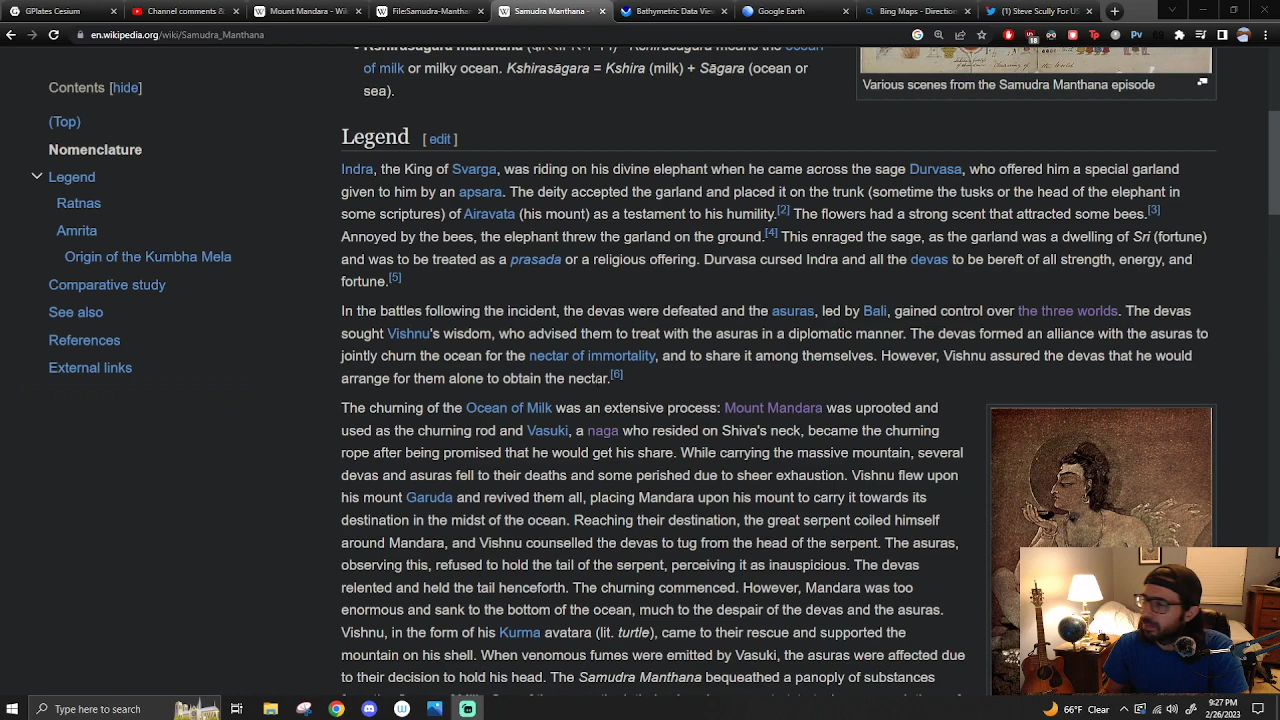 GPlates Cesium
Channel comments &
Mount Mandara - Wiki
File:Samudra-Manthan
Samudra Manthana -
Bathymetric Data View
Google Earth
Bing Maps - Direction
(1) Steve Scully For US
en.wikipedia.org/wiki/Samudra_Manthana
18
Tp
Pv
of milk or milky ocean. Kshirasāgara = Kshira (milk) + Sāgara (ocean or
sea).
Various scenes from the Samudra Manthana episode
Contents [hide]
(Top)
Nomenclature
Legend
Ratnas
Amrita
Origin of the Kumbha Mela
Comparative study
See also
References
External links
Legend [ edit ]
Indra, the King of Svarga, was riding on his divine elephant when he came across the sage Durvasa, who offered him a special garland
given to him by an apsara. The deity accepted the garland and placed it on the trunk (sometime the tusks or the head of the elephant in
some scriptures) of Airavata (his mount) as a testament to his humility.[2] The flowers had a strong scent that attracted some bees.[3]
Annoyed by the bees, the elephant threw the garland on the ground.[4] This enraged the sage, as the garland was a dwelling of Sri (fortune)
and was to be treated as a prasada or a religious offering. Durvasa cursed Indra and all the devas to be bereft of all strength, energy, and
fortune.[5]
In the battles following the incident, the devas were defeated and the asuras, led by Bali, gained control over the three worlds. The devas
sought Vishnu's wisdom, who advised them to treat with the asuras in a diplomatic manner. The devas formed an alliance with the asuras to
jointly churn the ocean for the nectar of immortality, and to share it among themselves. However, Vishnu assured the devas that he would
arrange for them alone to obtain the nectar.[6]
The churning of the Ocean of Milk was an extensive process: Mount Mandara was uprooted and
used as the churning rod and Vasuki, a naga who resided on Shiva's neck, became the churning
rope after being promised that he would get his share. While carrying the massive mountain, several
devas and asuras fell to their deaths and some perished due to sheer exhaustion. Vishnu flew upon
his mount Garuda and revived them all, placing Mandara upon his mount to carry it towards its
destination in the midst of the ocean. Reaching their destination, the great serpent coiled himself
around Mandara, and Vishnu counselled the devas to tug from the head of the serpent. The asuras,
observing this, refused to hold the tail of the serpent, perceiving it as inauspicious. The devas
relented and held the tail henceforth. The churning commenced. However, Mandara was too
enormous and sank to the bottom of the ocean, much to the despair of the devas and the asuras.
Vishnu, in the form of his Kurma avatara (lit. turtle), came to their rescue and supported the
mountain on his shell. When venomous fumes were emitted by Vasuki, the asuras were affected due
to their decision to hold his head. The Samudra Manthana bequeathed a panoply of substances
Type here to search
66°F Clear
9:27 PM
2/26/2023